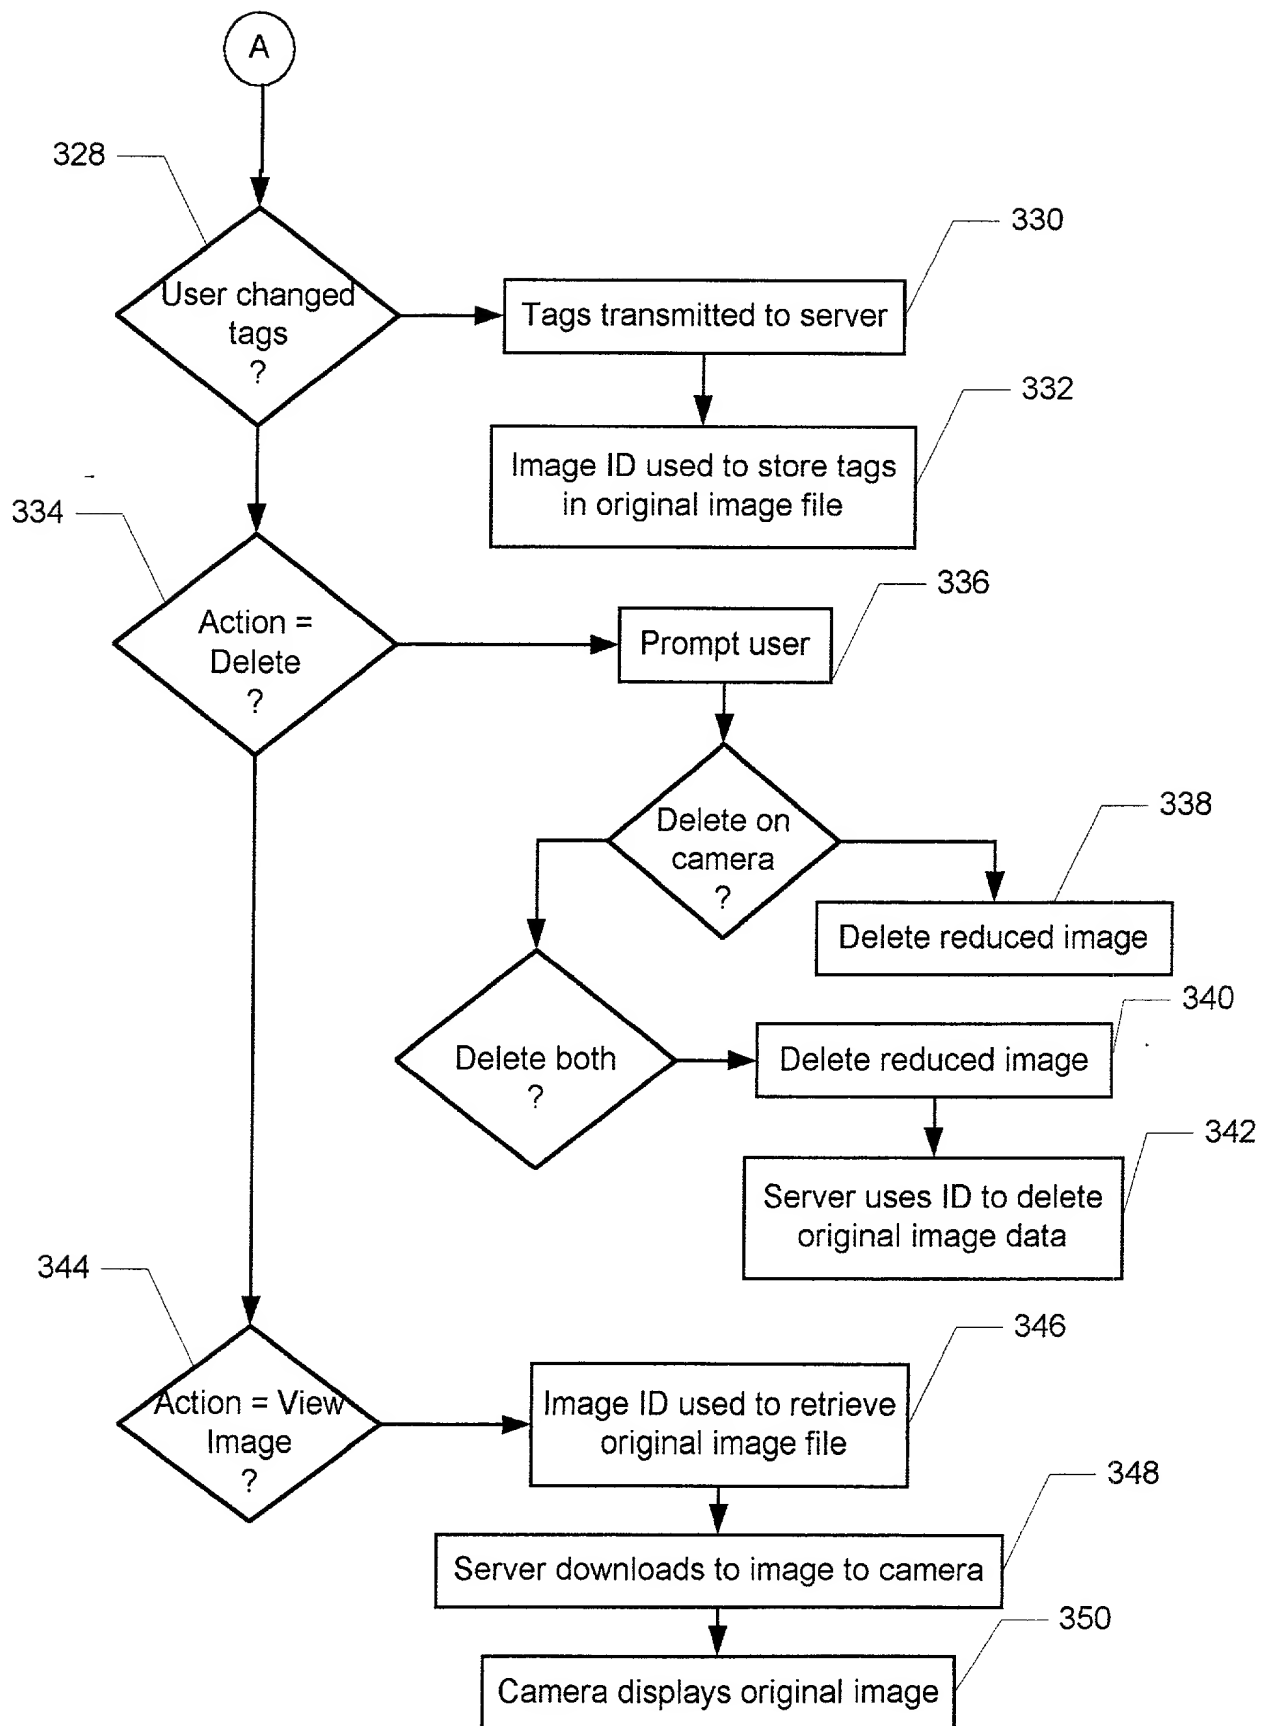 A
328
User changed
tags
?
330
Tags transmitted to server
332
Image ID used to store tags
in original image file
334
Action =
Delete
?
336
Prompt user
Delete on
camera
?
338
Delete reduced image
Delete both
?
340
Delete reduced image
342
Server uses ID to delete
original image data
344
Action = View
Image
?
346
Image ID used to retrieve
original image file
348
Server downloads to image to camera
350
Camera displays original image